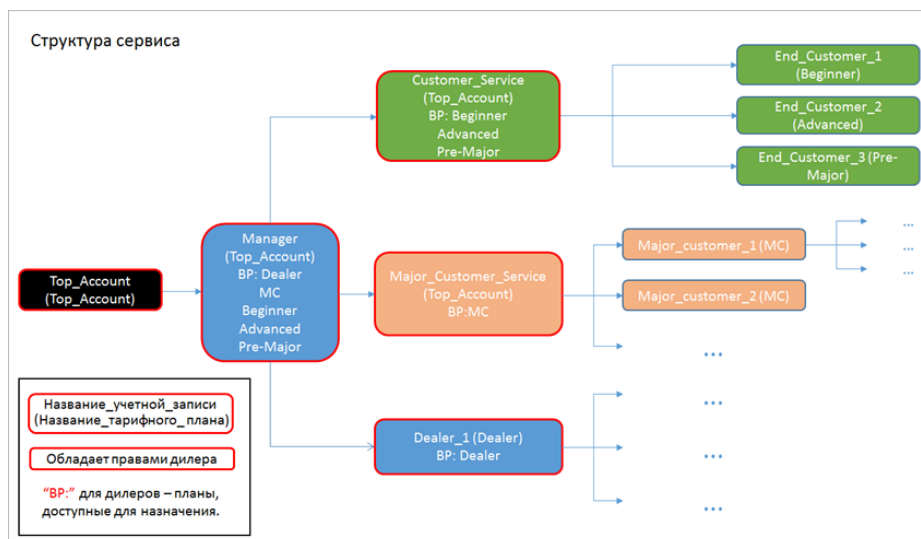 Структура сервиса
Customer_Service
(Top_Account)
BP: Beginner
Advanced
Pre-Major
End_Customer_1
(Beginner)
End_Customer_2
(Advanced)
End_Customer_3 (Pre-
Major)
Manager
(Top_Account)
BP: Dealer
MC
Beginner
Advanced
Pre-Major
Top_Account
(Top_Account)
Major_Customer_Service
(Top_Account)
BP:MC
Major_customer_1 (MC)
Major_customer_2 (MC)
...
...
...
...
Dealer_1 (Dealer)
BP: Dealer
...
...
...
Название_учетной_записи
(Название_тарифного_плана)
Обладает правами дилера
“BP:” для дилеров – планы,
доступные для назначения.